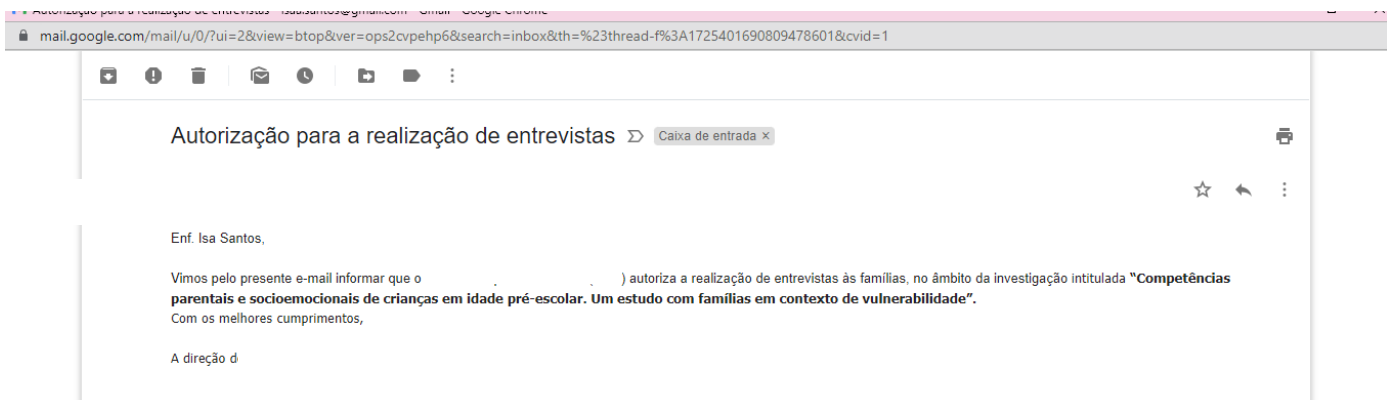 mail.google.com/mail/u/0/?ui=2&view=btop&ver=ops2cvpehp6&search=inbox&th=%23thread-f%3A1725401690809478601&cvid=1
Autorização para a realização de entrevistas Caixa de entrada ×
Enf. Isa Santos,
Vimos pelo presente e-mail informar que o ) autoriza a realização de entrevistas às famílias, no âmbito da investigação intitulada “Competências
parentais e socioemocionais de crianças em idade pré-escolar. Um estudo com famílias em contexto de vulnerabilidade”.
Com os melhores cumprimentos,
A direção d